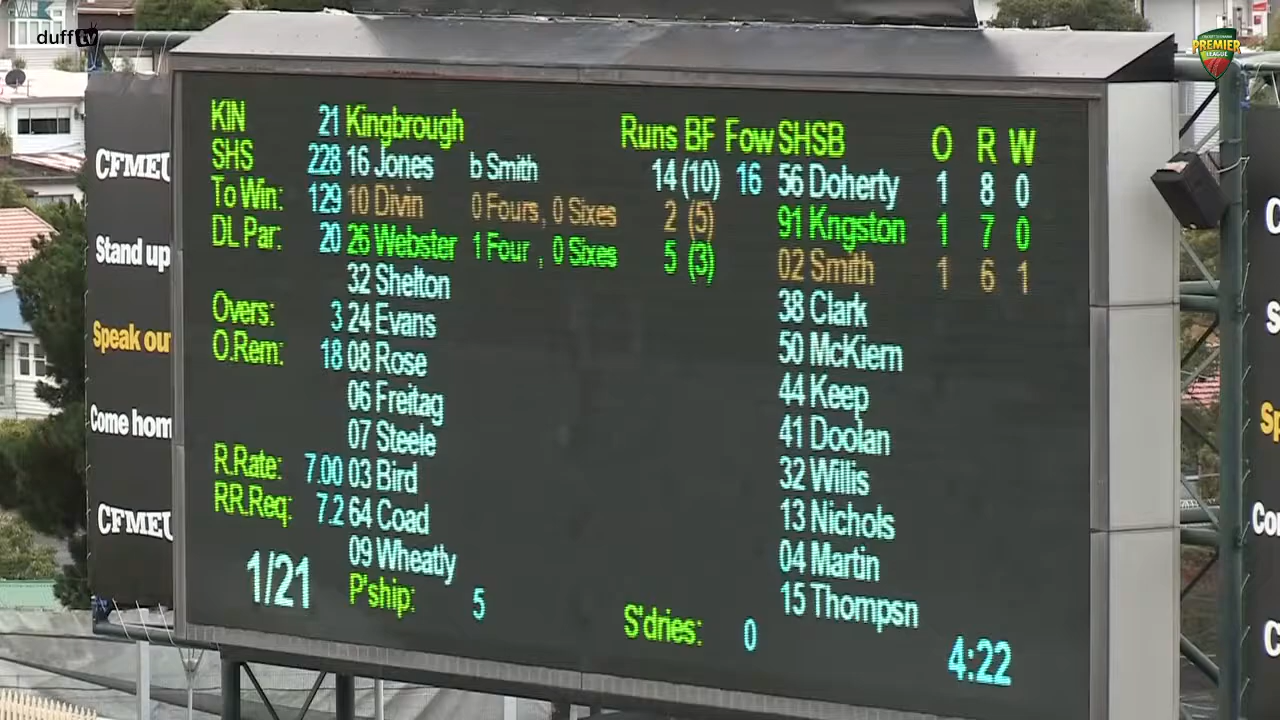 duff tv
CRICKET TASMANIA
PREMIER
LEAGUE
CFMEU
Stand up
Speak out
Come hom
CFMEU
KIN 21 Kingbrough Runs BF Fow SHSB O R W
SHS 228 16 Jones b Smith 14 (10) 16 56 Doherty 1 8 0
To Win: 129 10 Divin 0 Fours, 0 Sixes 2 (5) 91 Kngston 1 7 0
DL Par: 20 26 Webster 1 Four , 0 Sixes 5 (3) 02 Smith 1 6 1
32 Shelton 38 Clark
Overs: 3 24 Evans 50 McKiern
O.Rem: 18 08 Rose 44 Keep
06 Freitag 41 Doolan
07 Steele 32 Willis
R.Rate: 7.00 03 Bird 13 Nichols
RR.Req: 7.2 64 Coad 04 Martin
09 Wheatly 15 Thompsn
1/21 P'ship: 5 S'dries: 0
4:22